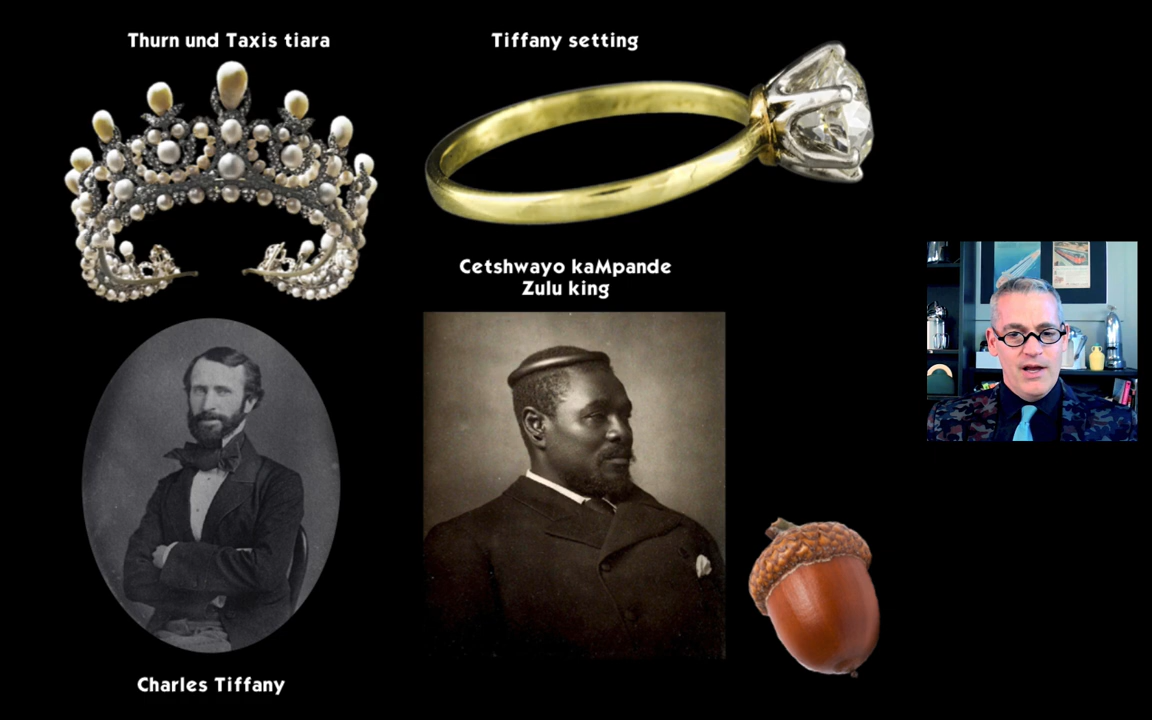 Thurn und Taxis tiara
Tiffany setting
Cetshwayo kaMpande
Zulu king
Charles Tiffany